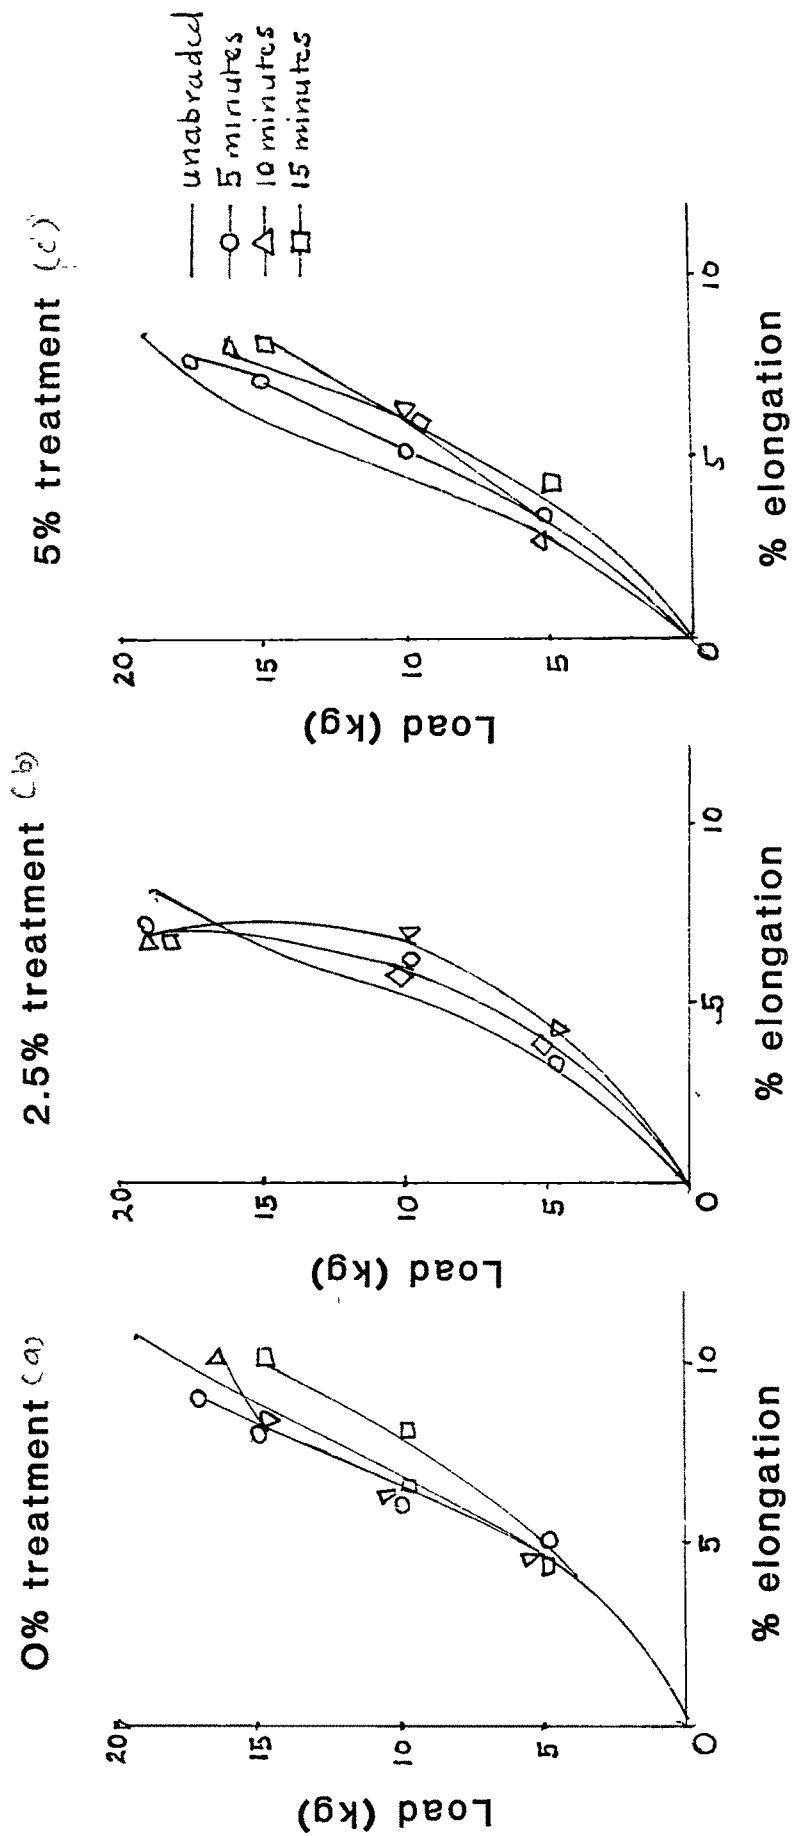 0% treatment (a)
Load (kg)
20
15
10
5
0
5
10
% elongation
2.5% treatment (b)
Load (kg)
20
15
10
5
0
5
10
% elongation
5% treatment (c)
Load (kg)
20
15
10
5
0
5
10
% elongation
unabraded
5 minutes
10 minutes
15 minutes